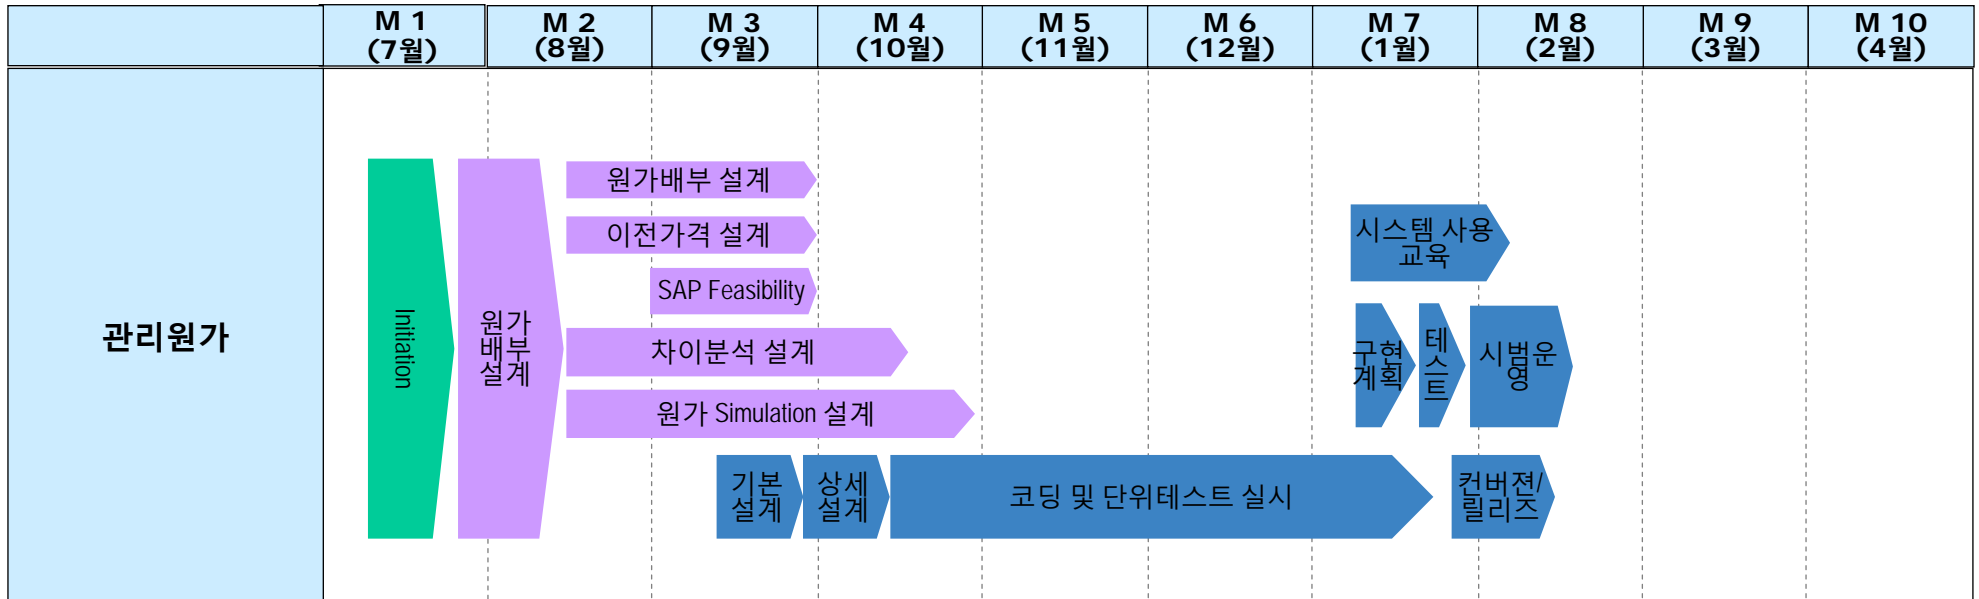 M 1
(7월)
M 2
(8월)
M 3
(9월)
M 4
(10월)
M 5
(11월)
M 6
(12월)
M 7
(1월)
M 8
(2월)
M 9
(3월)
M 10
(4월)
관리원가
Initiation
원가
배부
설계
원가배부 설계
이전가격 설계
SAP Feasibility
차이분석 설계
원가 Simulation 설계
기본
설계
상세
설계
코딩 및 단위테스트 실시
시스템 사용
교육
구현
계획
테
스
트
시범운
영
컨버젼/
릴리즈